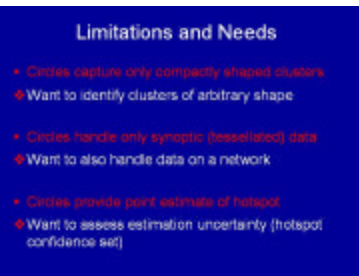 Limitations and Needs
Circles capture only compactly shaped clusters
Want to identify clusters of arbitrary shape
Circles handle only synoptic (tessellated) data
Want to also handle data on a network
Circles provide point estimate of hotspot
Want to assess estimation uncertainty (hotspot
confidence set)